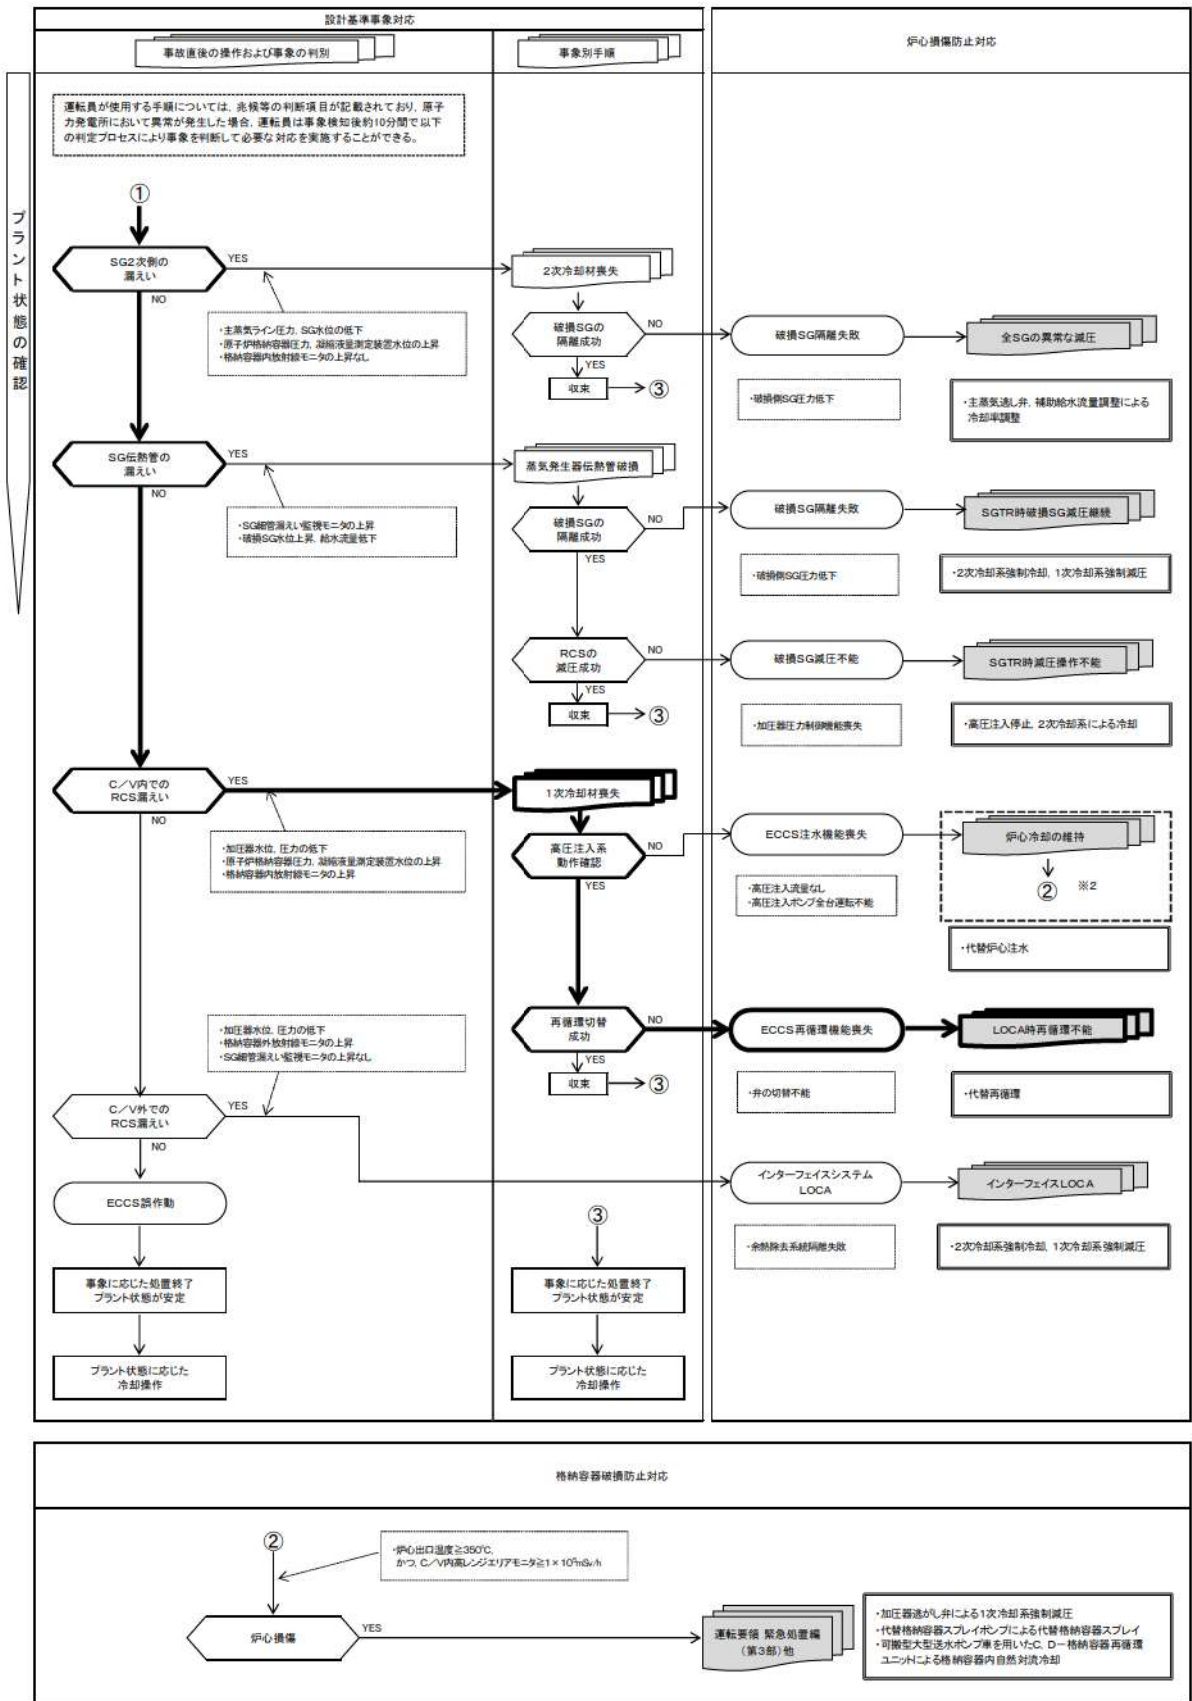 設計基準事象対応
事故直後の操作および事象の判別
事象別手順
炉心損傷防止対応
プラント状態の確認
運転員が使用する手順については、兆候等の判断項目が記載されており、原子
力発電所において異常が発生した場合、運転員は事象検知後約10分間で以下
の判定プロセスにより事象を判断して必要な対応を実施することができる。
①
SG2次側の
漏えい
YES
NO
・主蒸気ライン圧力、SG水位の低下
・原子炉格納容器圧力、凝縮液量測定装置水位の上昇
・格納容器内放射線モニタの上昇なし
2次冷却材喪失
破損SGの
隔離成功
NO
YES
収束
③
破損SG隔離失敗
全SGの異常な減圧
・破損側SG圧力低下
・主蒸気逃し弁、補助給水流量調整による
冷却率調整
SG伝熱管の
漏えい
YES
NO
・SG細管漏えい監視モニタの上昇
・破損SG水位上昇、給水流量低下
蒸気発生器伝熱管破損
破損SGの
隔離成功
NO
YES
破損SG隔離失敗
SGTR時破損SG減圧継続
・破損側SG圧力低下
・2次冷却系強制冷却、1次冷却系強制減圧
RCSの
減圧成功
NO
YES
収束
③
破損SG減圧不能
SGTR時減圧操作不能
・加圧器圧力制御機能喪失
・高圧注入停止、2次冷却系による冷却
C/V内での
RCS漏えい
YES
NO
・加圧器水位、圧力の低下
・原子炉格納容器圧力、凝縮液量測定装置水位の上昇
・格納容器内放射線モニタの上昇
1次冷却材喪失
高圧注入系
動作確認
NO
YES
ECCS注水機能喪失
炉心冷却の維持
② ※2
・高圧注入流量なし
・高圧注入ポンプ全台運転不能
・代替炉心注水
再循環切替
成功
NO
YES
収束
③
ECCS再循環機能喪失
LOCA時再循環不能
・弁の切替不能
・代替再循環
・加圧器水位、圧力の低下
・格納容器外放射線モニタの上昇
・SG細管漏えい監視モニタの上昇なし
C/V外での
RCS漏えい
YES
NO
インターフェイスシステム
LOCA
インターフェイスLOCA
・余熱除去系統隔離失敗
・2次冷却系強制冷却、1次冷却系強制減圧
ECCS誤作動
事象に応じた処置終了
プラント状態が安定
プラント状態に応じた
冷却操作
③
事象に応じた処置終了
プラント状態が安定
プラント状態に応じた
冷却操作
格納容器破損防止対応
②
・炉心出口温度≧350℃、
かつ、C/V内高レンジエリアモニタ≧1×10⁵mSv/h
炉心損傷
YES
運転要領 緊急処置編
(第3部)他
・加圧器逃がし弁による1次冷却系強制減圧
・代替格納容器スプレイポンプによる代替格納容器スプレイ
・可搬型大型送水ポンプ車を用いたC、D-格納容器再循環
ユニットによる格納容器内自然対流冷却